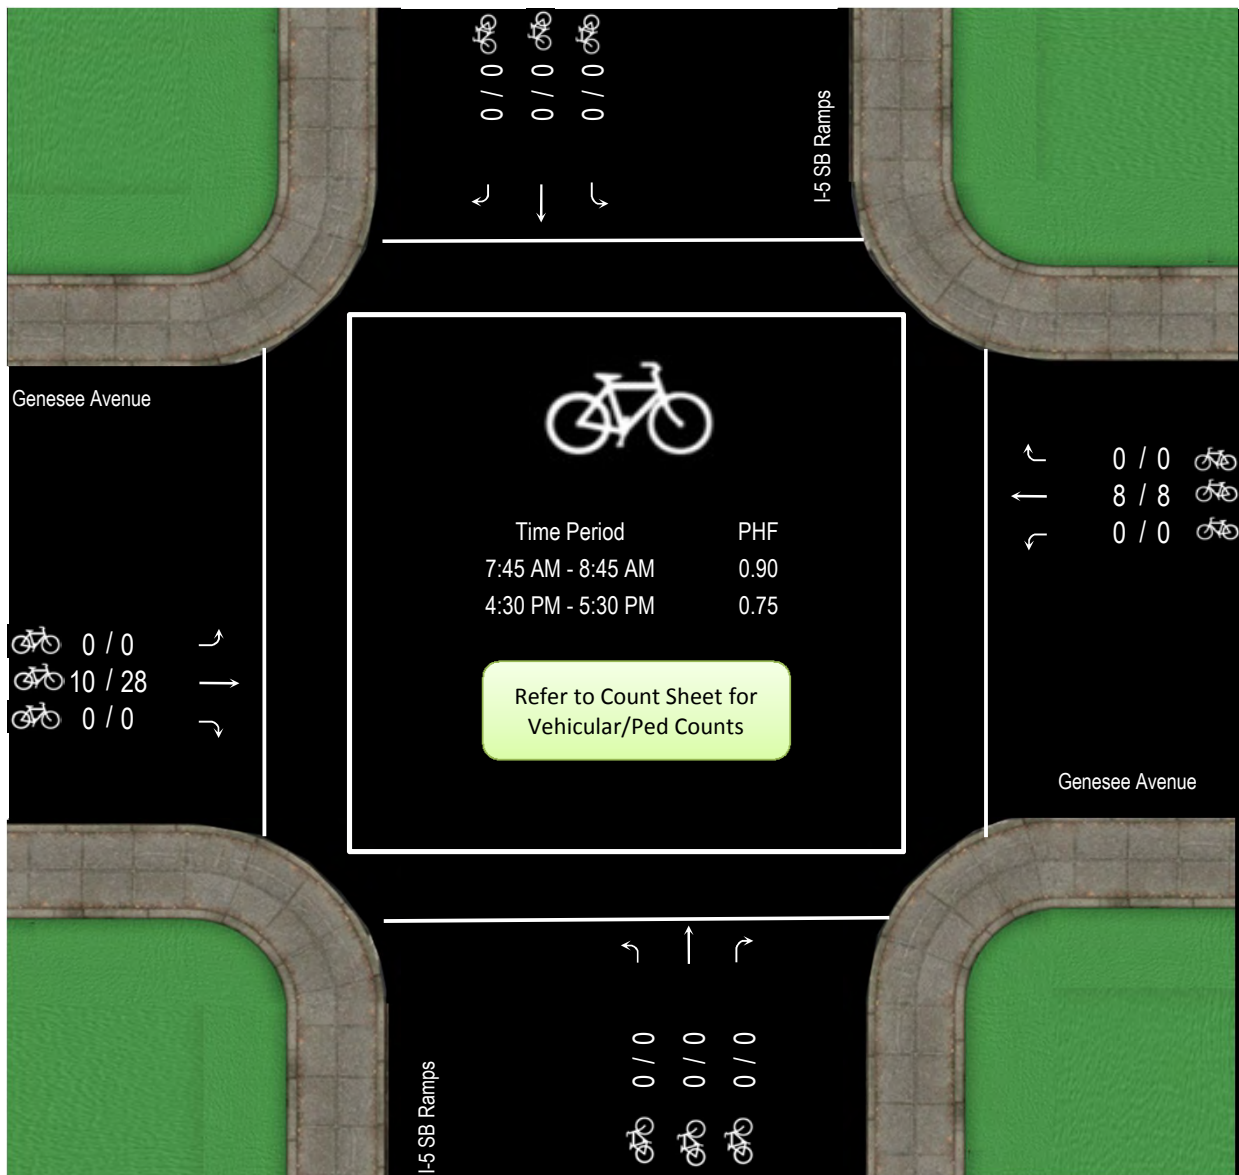 0 / 0
0 / 0
0 / 0
I-5 SB Ramps
Genesee Avenue
0 / 0
8 / 8
0 / 0
Time Period PHF
7:45 AM - 8:45 AM 0.90
4:30 PM - 5:30 PM 0.75
0 / 0
10 / 28
0 / 0
Refer to Count Sheet for
Vehicular/Ped Counts
Genesee Avenue
0 / 0
0 / 0
0 / 0
I-5 SB Ramps